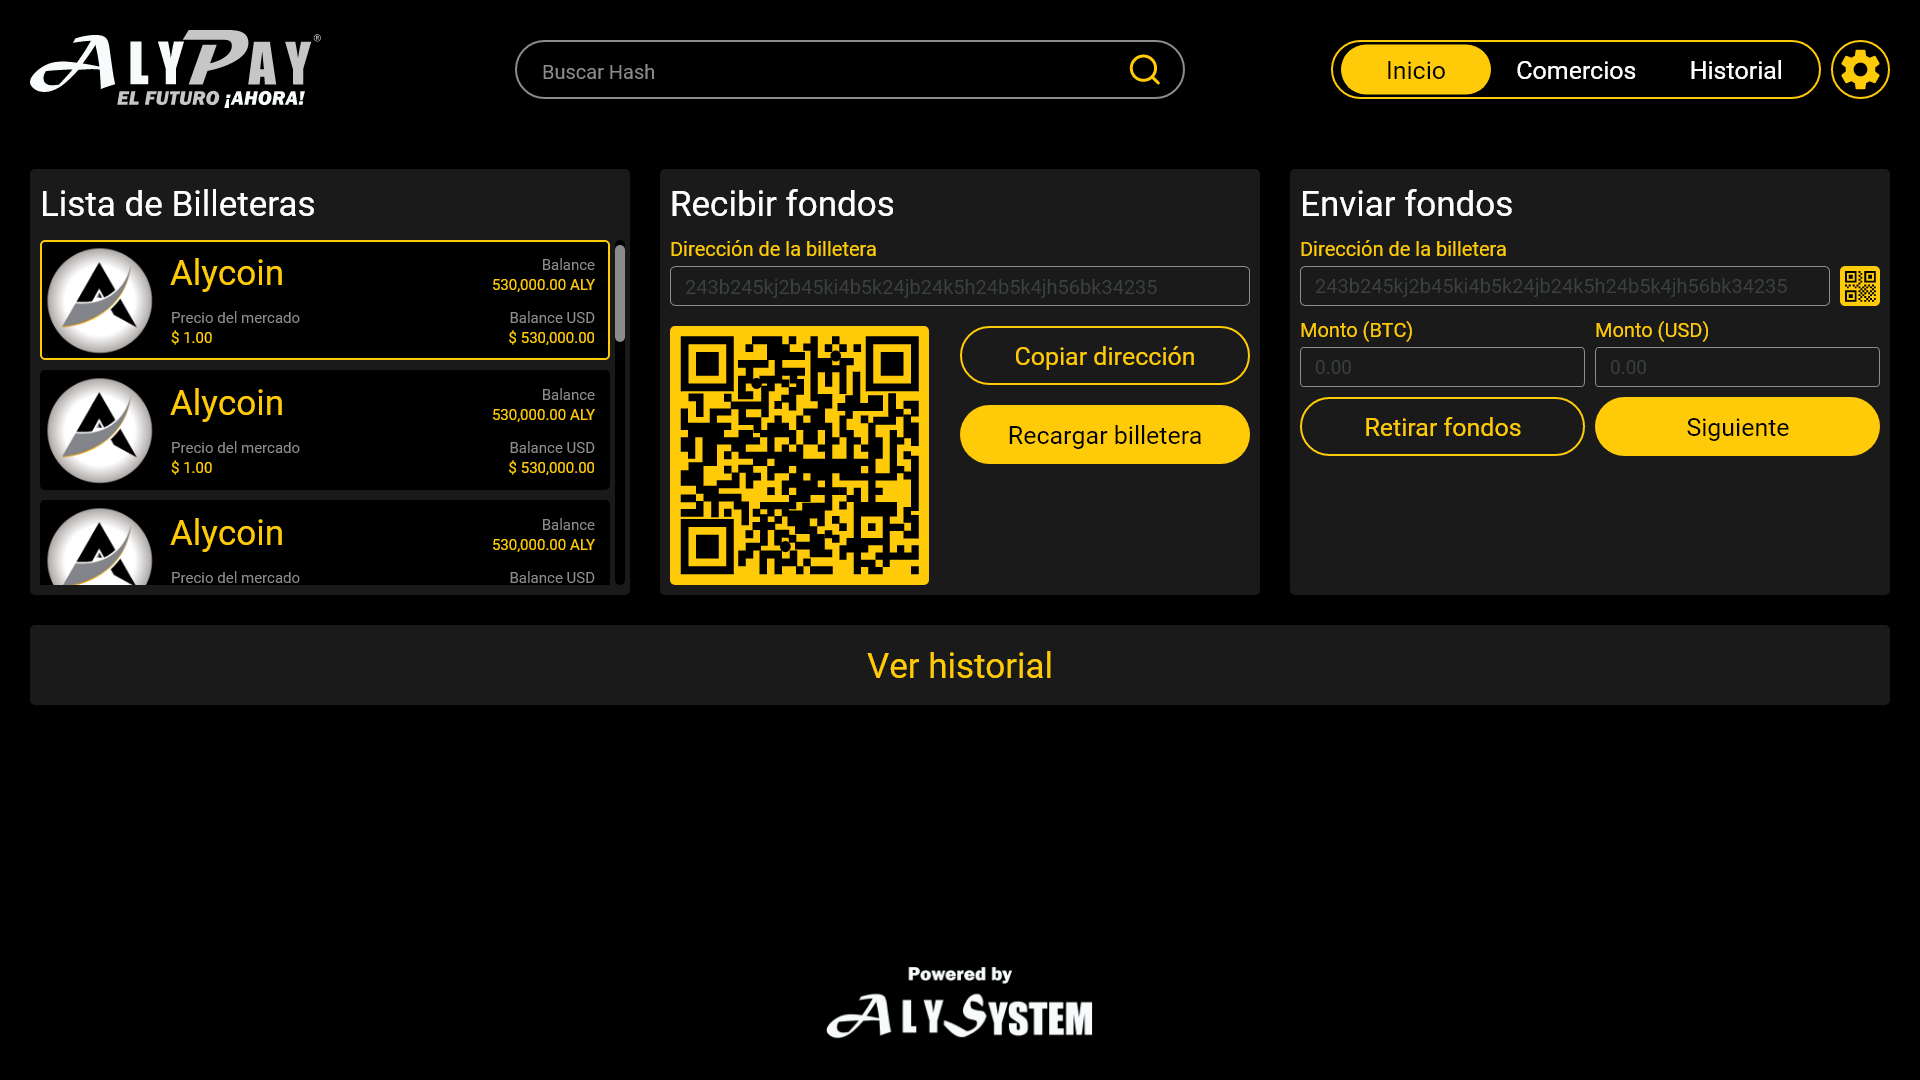 ALYPAY®
EL FUTURO ¡AHORA!
Buscar Hash
Inicio
Comercios
Historial
Lista de Billeteras
Alycoin
Balance
530,000.00 ALY
Precio del mercado
Balance USD
$ 1.00
$ 530,000.00
Alycoin
Balance
530,000.00 ALY
Precio del mercado
Balance USD
$ 1.00
$ 530,000.00
Alycoin
Balance
530,000.00 ALY
Precio del mercado
Balance USD
Recibir fondos
Dirección de la billetera
243b245kj2b45ki4b5k24jb24k5h24b5k4jh56bk34235
Copiar dirección
Recargar billetera
Enviar fondos
Dirección de la billetera
243b245kj2b45ki4b5k24jb24k5h24b5k4jh56bk34235
Monto (BTC)
Monto (USD)
0.00
0.00
Retirar fondos
Siguiente
Ver historial
Powered by
ALYSYSTEM